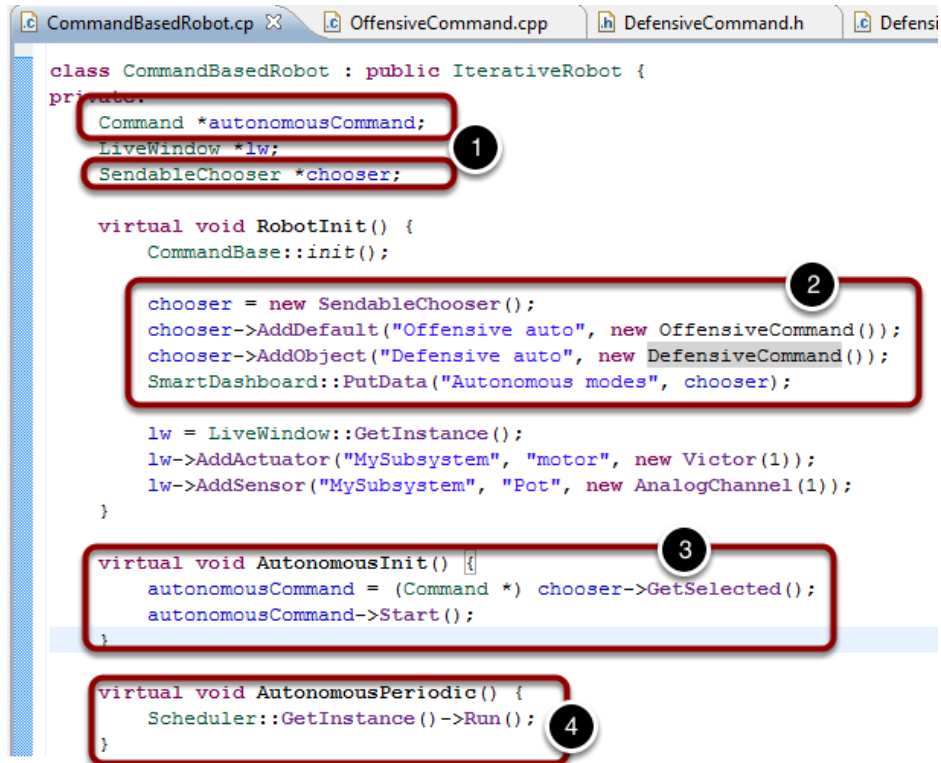 CommandBasedRobot.cp OffensiveCommand.cpp DefensiveCommand.h Defensi
class CommandBasedRobot : public IterativeRobot {
private:
Command *autonomousCommand;
LiveWindow *lw;
1
SendableChooser *chooser;
virtual void RobotInit() {
CommandBase::init();
2
chooser = new SendableChooser();
chooser->AddDefault("Offensive auto", new OffensiveCommand());
chooser->AddObject("Defensive auto", new DefensiveCommand());
SmartDashboard::PutData("Autonomous modes", chooser);
lw = LiveWindow::GetInstance();
lw->AddActuator("MySubsystem", "motor", new Victor(1));
lw->AddSensor("MySubsystem", "Pot", new AnalogChannel(1));
}
3
virtual void AutonomousInit() {
autonomousCommand = (Command *) chooser->GetSelected();
autonomousCommand->Start();
}
virtual void AutonomousPeriodic() {
Scheduler::GetInstance()->Run();
4
}